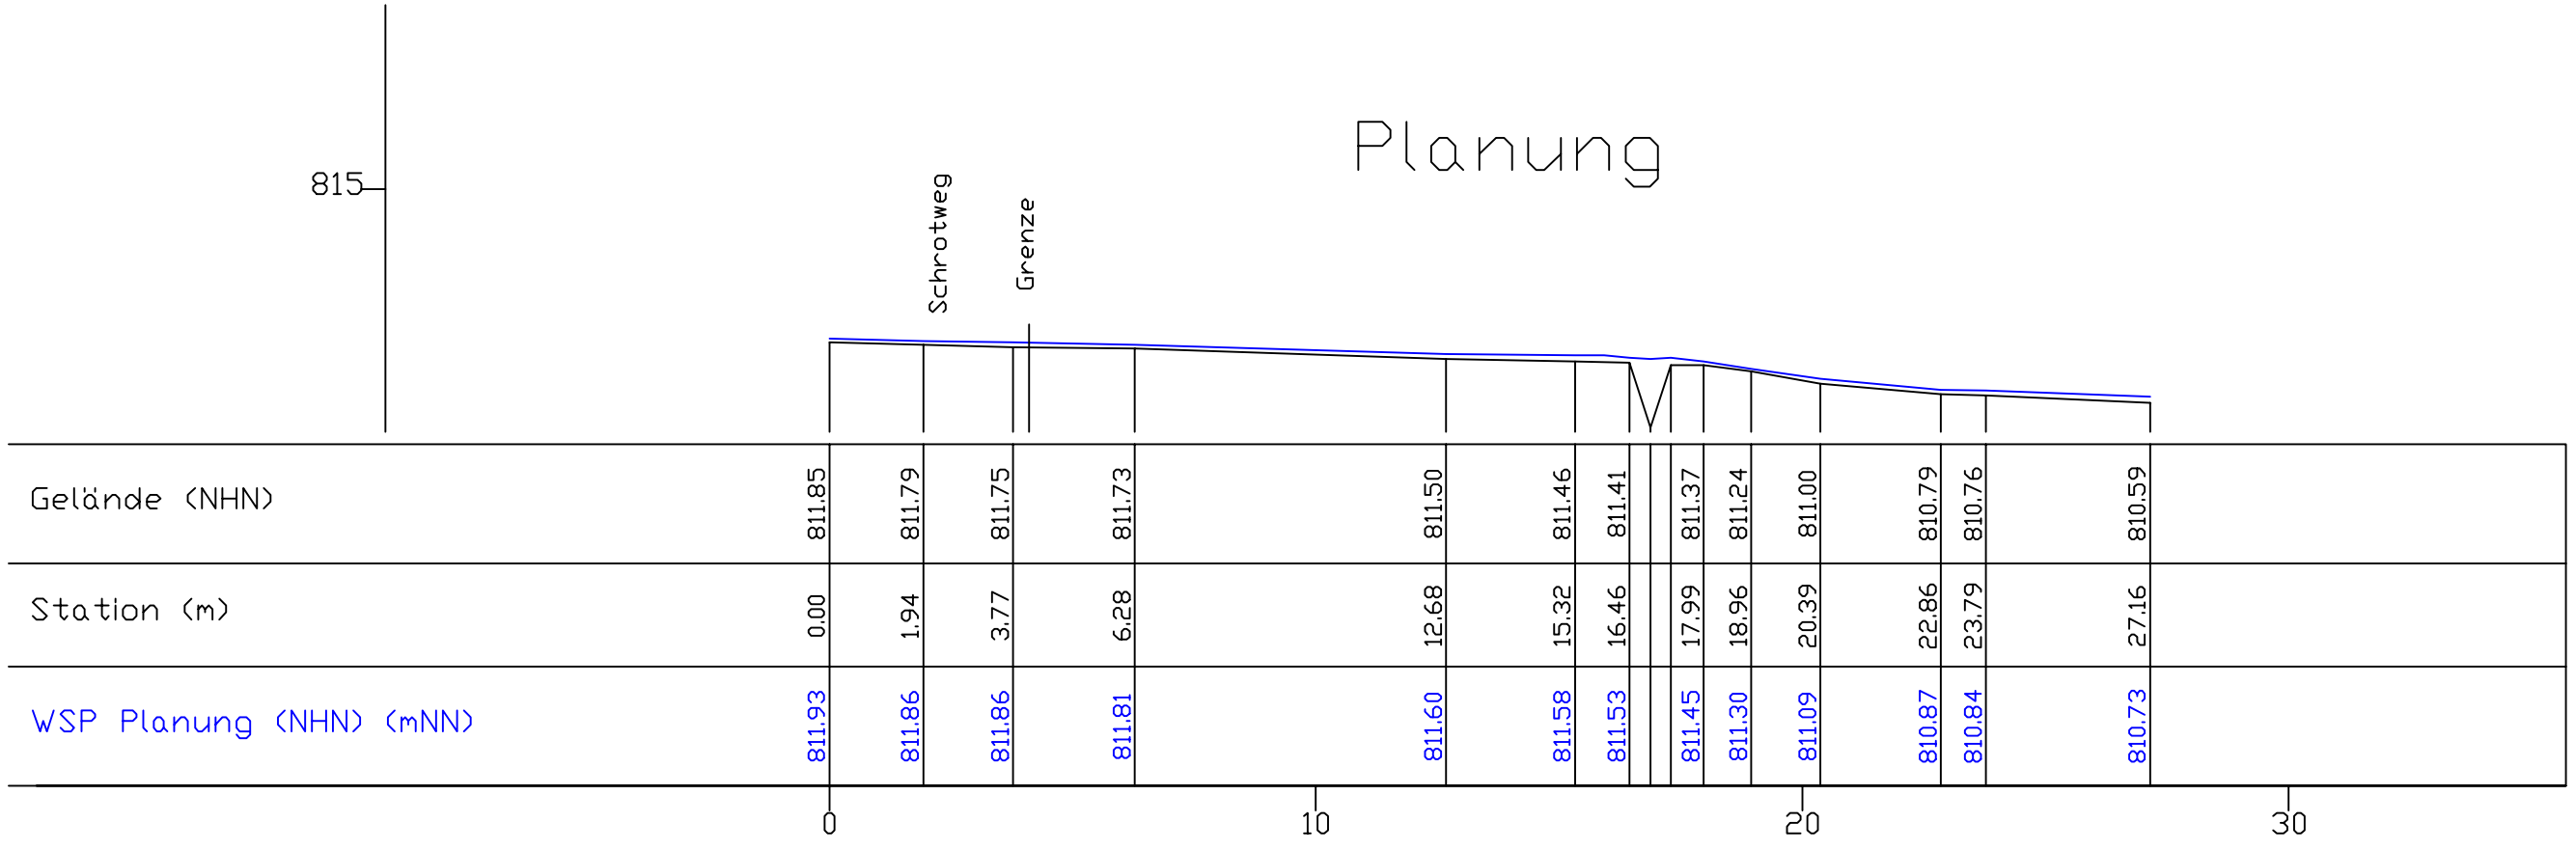 Planung
815
Schrotweg
Grenze
Gelände (NHN) 811.85 811.79 811.75 811.73 811.50 811.46 811.41 811.37 811.24 811.00 810.79 810.76 810.59
Station (m) 0.00 1.94 3.77 6.28 12.68 15.32 16.46 17.99 18.96 20.39 22.86 23.79 27.16
WSP Planung (NHN) (mNN) 811.93 811.86 811.86 811.81 811.60 811.58 811.53 811.45 811.30 811.09 810.87 810.84 810.73
0 10 20 30